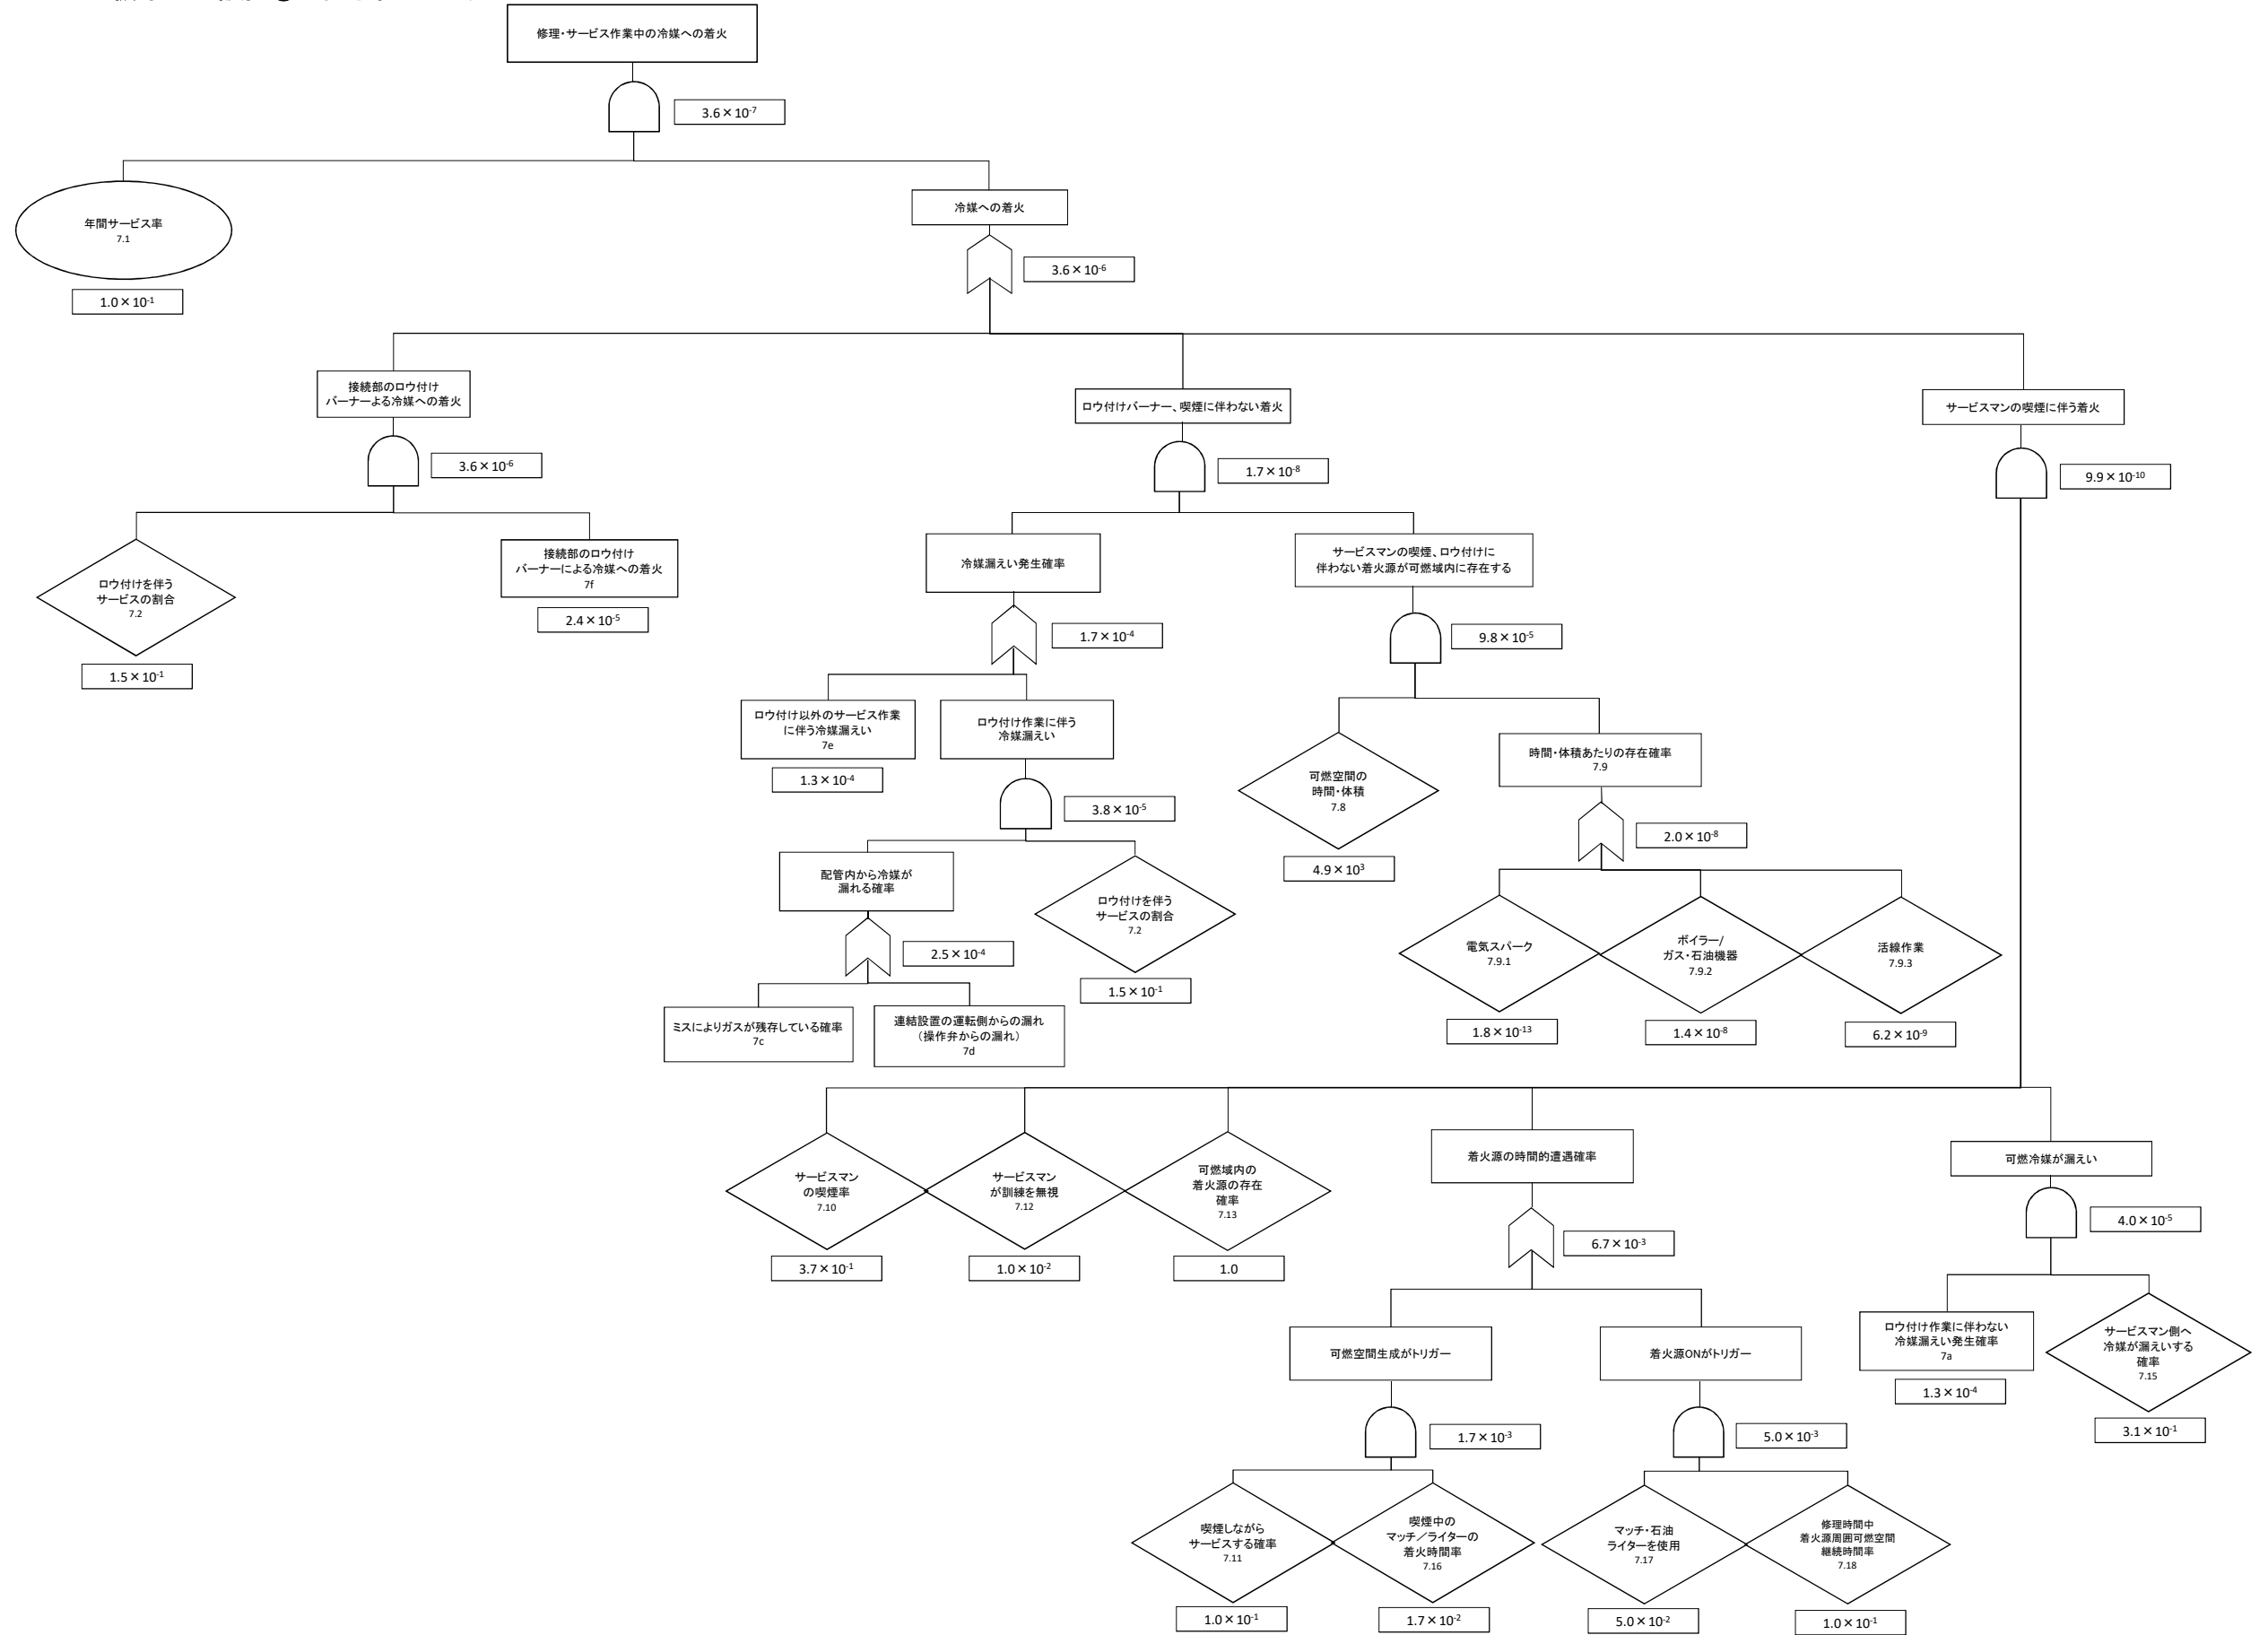 修理・サービス作業中の冷媒への着火
3.6×10-7
年間サービス率
7.1
1.0×10-1
冷媒への着火
3.6×10-6
接続部のロウ付け
バーナーよる冷媒への着火
3.6×10-6
ロウ付けを伴う
サービスの割合
7.2
1.5×10-1
接続部のロウ付け
バーナーによる冷媒への着火
7f
2.4×10-5
ロウ付けバーナー、喫煙に伴わない着火
1.7×10-8
冷媒漏えい発生確率
1.7×10-4
ロウ付け以外のサービス作業
に伴う冷媒漏えい
7e
1.3×10-4
ロウ付け作業に伴う
冷媒漏えい
3.8×10-5
配管内から冷媒が
漏れる確率
2.5×10-4
ミスによりガスが残存している確率
7c
連結設置の運転側からの漏れ
（操作弁からの漏れ）
7d
ロウ付けを伴う
サービスの割合
7.2
1.5×10-1
サービスマンの喫煙、ロウ付けに
伴わない着火源が可燃域内に存在する
9.8×10-5
可燃空間の
時間・体積
7.8
4.9×103
時間・体積あたりの存在確率
7.9
2.0×10-8
電気スパーク
7.9.1
1.8×10-13
ボイラー/
ガス・石油機器
7.9.2
1.4×10-8
活線作業
7.9.3
6.2×10-9
サービスマンの喫煙に伴う着火
9.9×10-10
サービスマン
の喫煙率
7.10
3.7×10-1
サービスマン
が訓練を無視
7.12
1.0×10-2
可燃域内の
着火源の存在
確率
7.13
1.0
着火源の時間的遭遇確率
6.7×10-3
可燃空間生成がトリガー
1.7×10-3
喫煙しながら
サービスする確率
7.11
1.0×10-1
喫煙中の
マッチ／ライターの
着火時間率
7.16
1.7×10-2
着火源ONがトリガー
5.0×10-3
マッチ・石油
ライターを使用
7.17
5.0×10-2
修理時間中
着火源周囲可燃空間
継続時間率
7.18
1.0×10-1
可燃冷媒が漏えい
4.0×10-5
ロウ付け作業に伴わない
冷媒漏えい発生確率
7a
1.3×10-4
サービスマン側へ
冷媒が漏えいする
確率
7.15
3.1×10-1